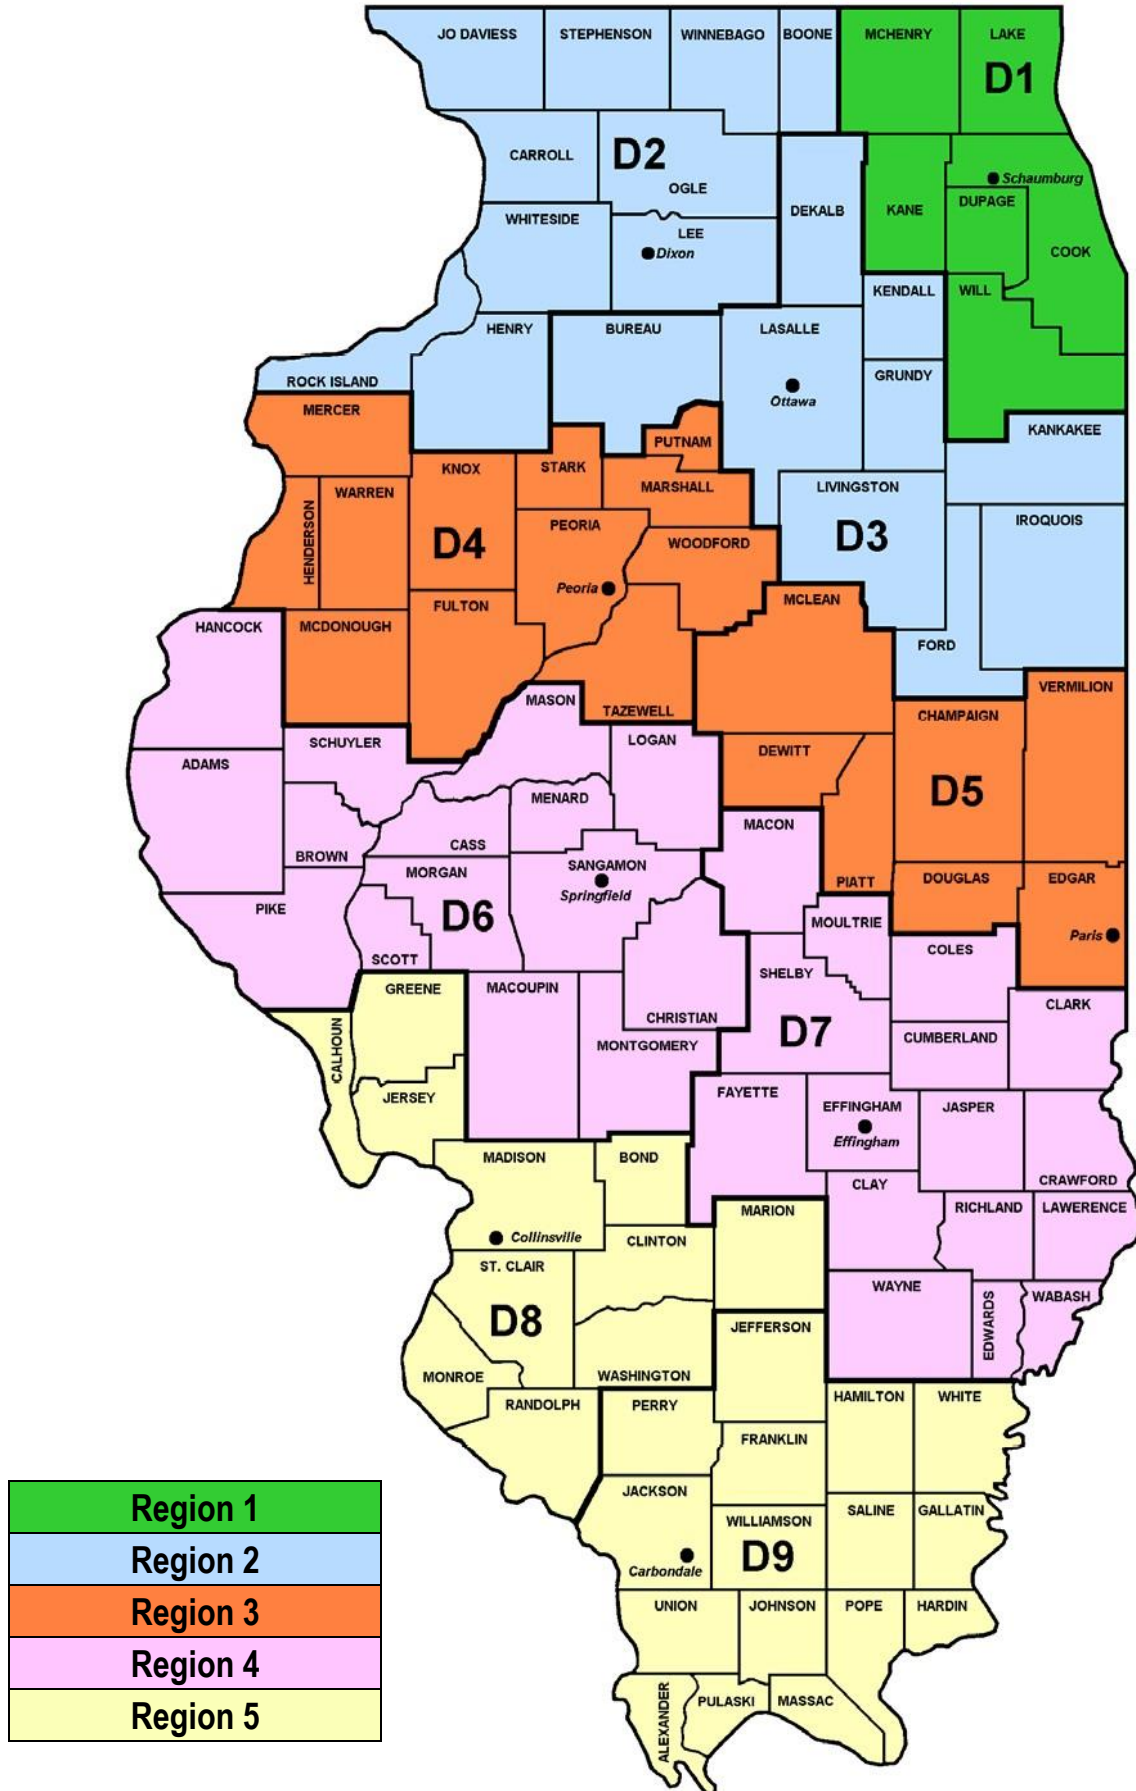 JO DAVIESS
STEPHENSON
WINNEBAGO
BOONE
MCHENRY
LAKE
D1
CARROLL
D2
OGLE
DEKALB
KANE
Schaumburg
DUPAGE
COOK
WHITESIDE
LEE
Dixon
KENDALL
WILL
HENRY
BUREAU
LASALLE
GRUNDY
ROCK ISLAND
Ottawa
MERCER
KANKAKEE
PUTNAM
KNOX
STARK
MARSHALL
WARREN
LIVINGSTON
IROQUOIS
HENDERSON
D4
PEORIA
WOODFORD
D3
Peoria
MCLEAN
FULTON
HANCOCK
MCDONOUGH
FORD
VERMILION
MASON
TAZEWELL
CHAMPAIGN
SCHUYLER
LOGAN
DEWITT
ADAMS
D5
MENARD
MACON
CASS
BROWN
MORGAN
SANGAMON
Springfield
PIATT
DOUGLAS
EDGAR
PIKE
D6
MOULTRIE
Paris
COLES
SCOTT
SHELBY
GREENE
MACOUPIN
CLARK
CHRISTIAN
D7
CALHOUN
MONTGOMERY
CUMBERLAND
JERSEY
FAYETTE
EFFINGHAM
Effingham
JASPER
MADISON
BOND
CLAY
CRAWFORD
MARION
RICHLAND
LAWERENCE
Collinsville
CLINTON
ST. CLAIR
WAYNE
EDWARDS
WABASH
D8
JEFFERSON
MONROE
WASHINGTON
RANDOLPH
PERRY
HAMILTON
WHITE
FRANKLIN
JACKSON
WILLIAMSON
SALINE
GALLATIN
D9
Carbondale
UNION
JOHNSON
POPE
HARDIN
ALEXANDER
PULASKI
MASSAC
Region 1
Region 2
Region 3
Region 4
Region 5